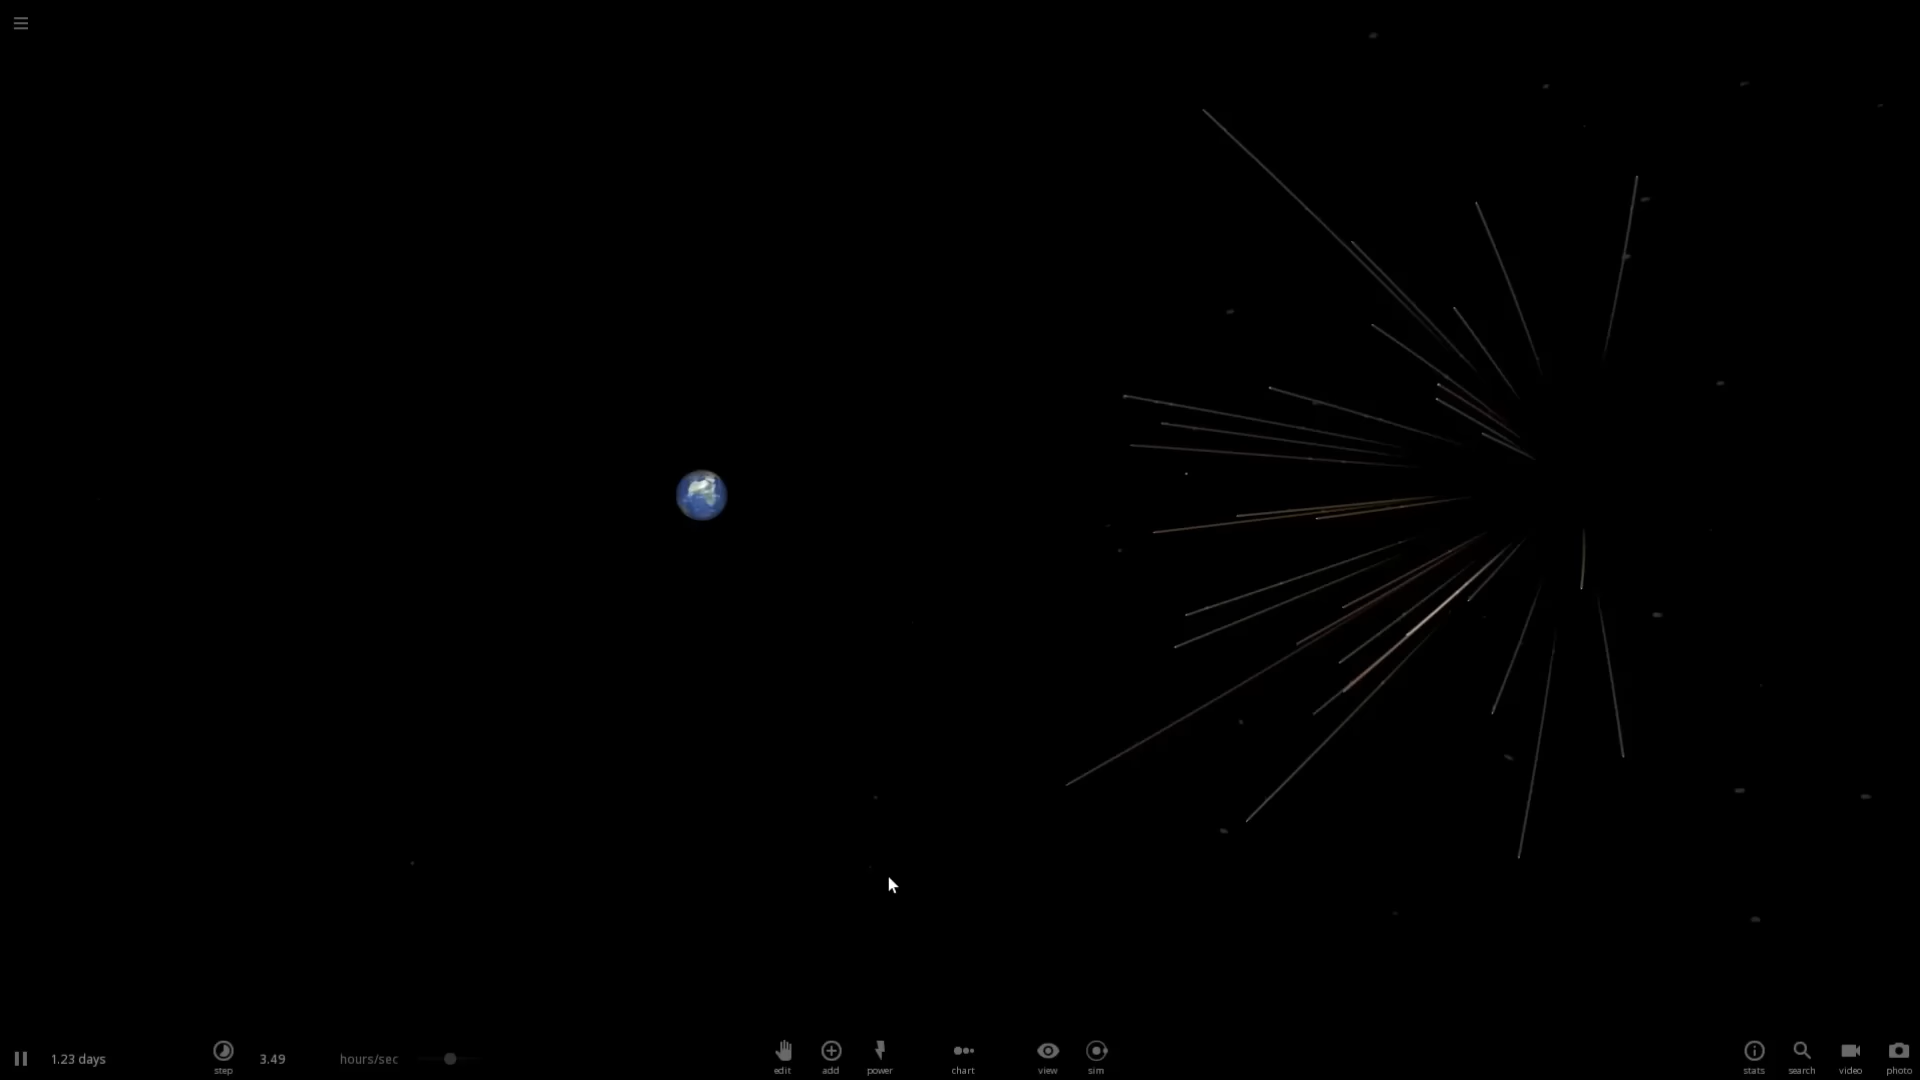 1.23 days
step
3.49
hours/sec
edit
add
power
chart
view
sim
stats
search
video
photo